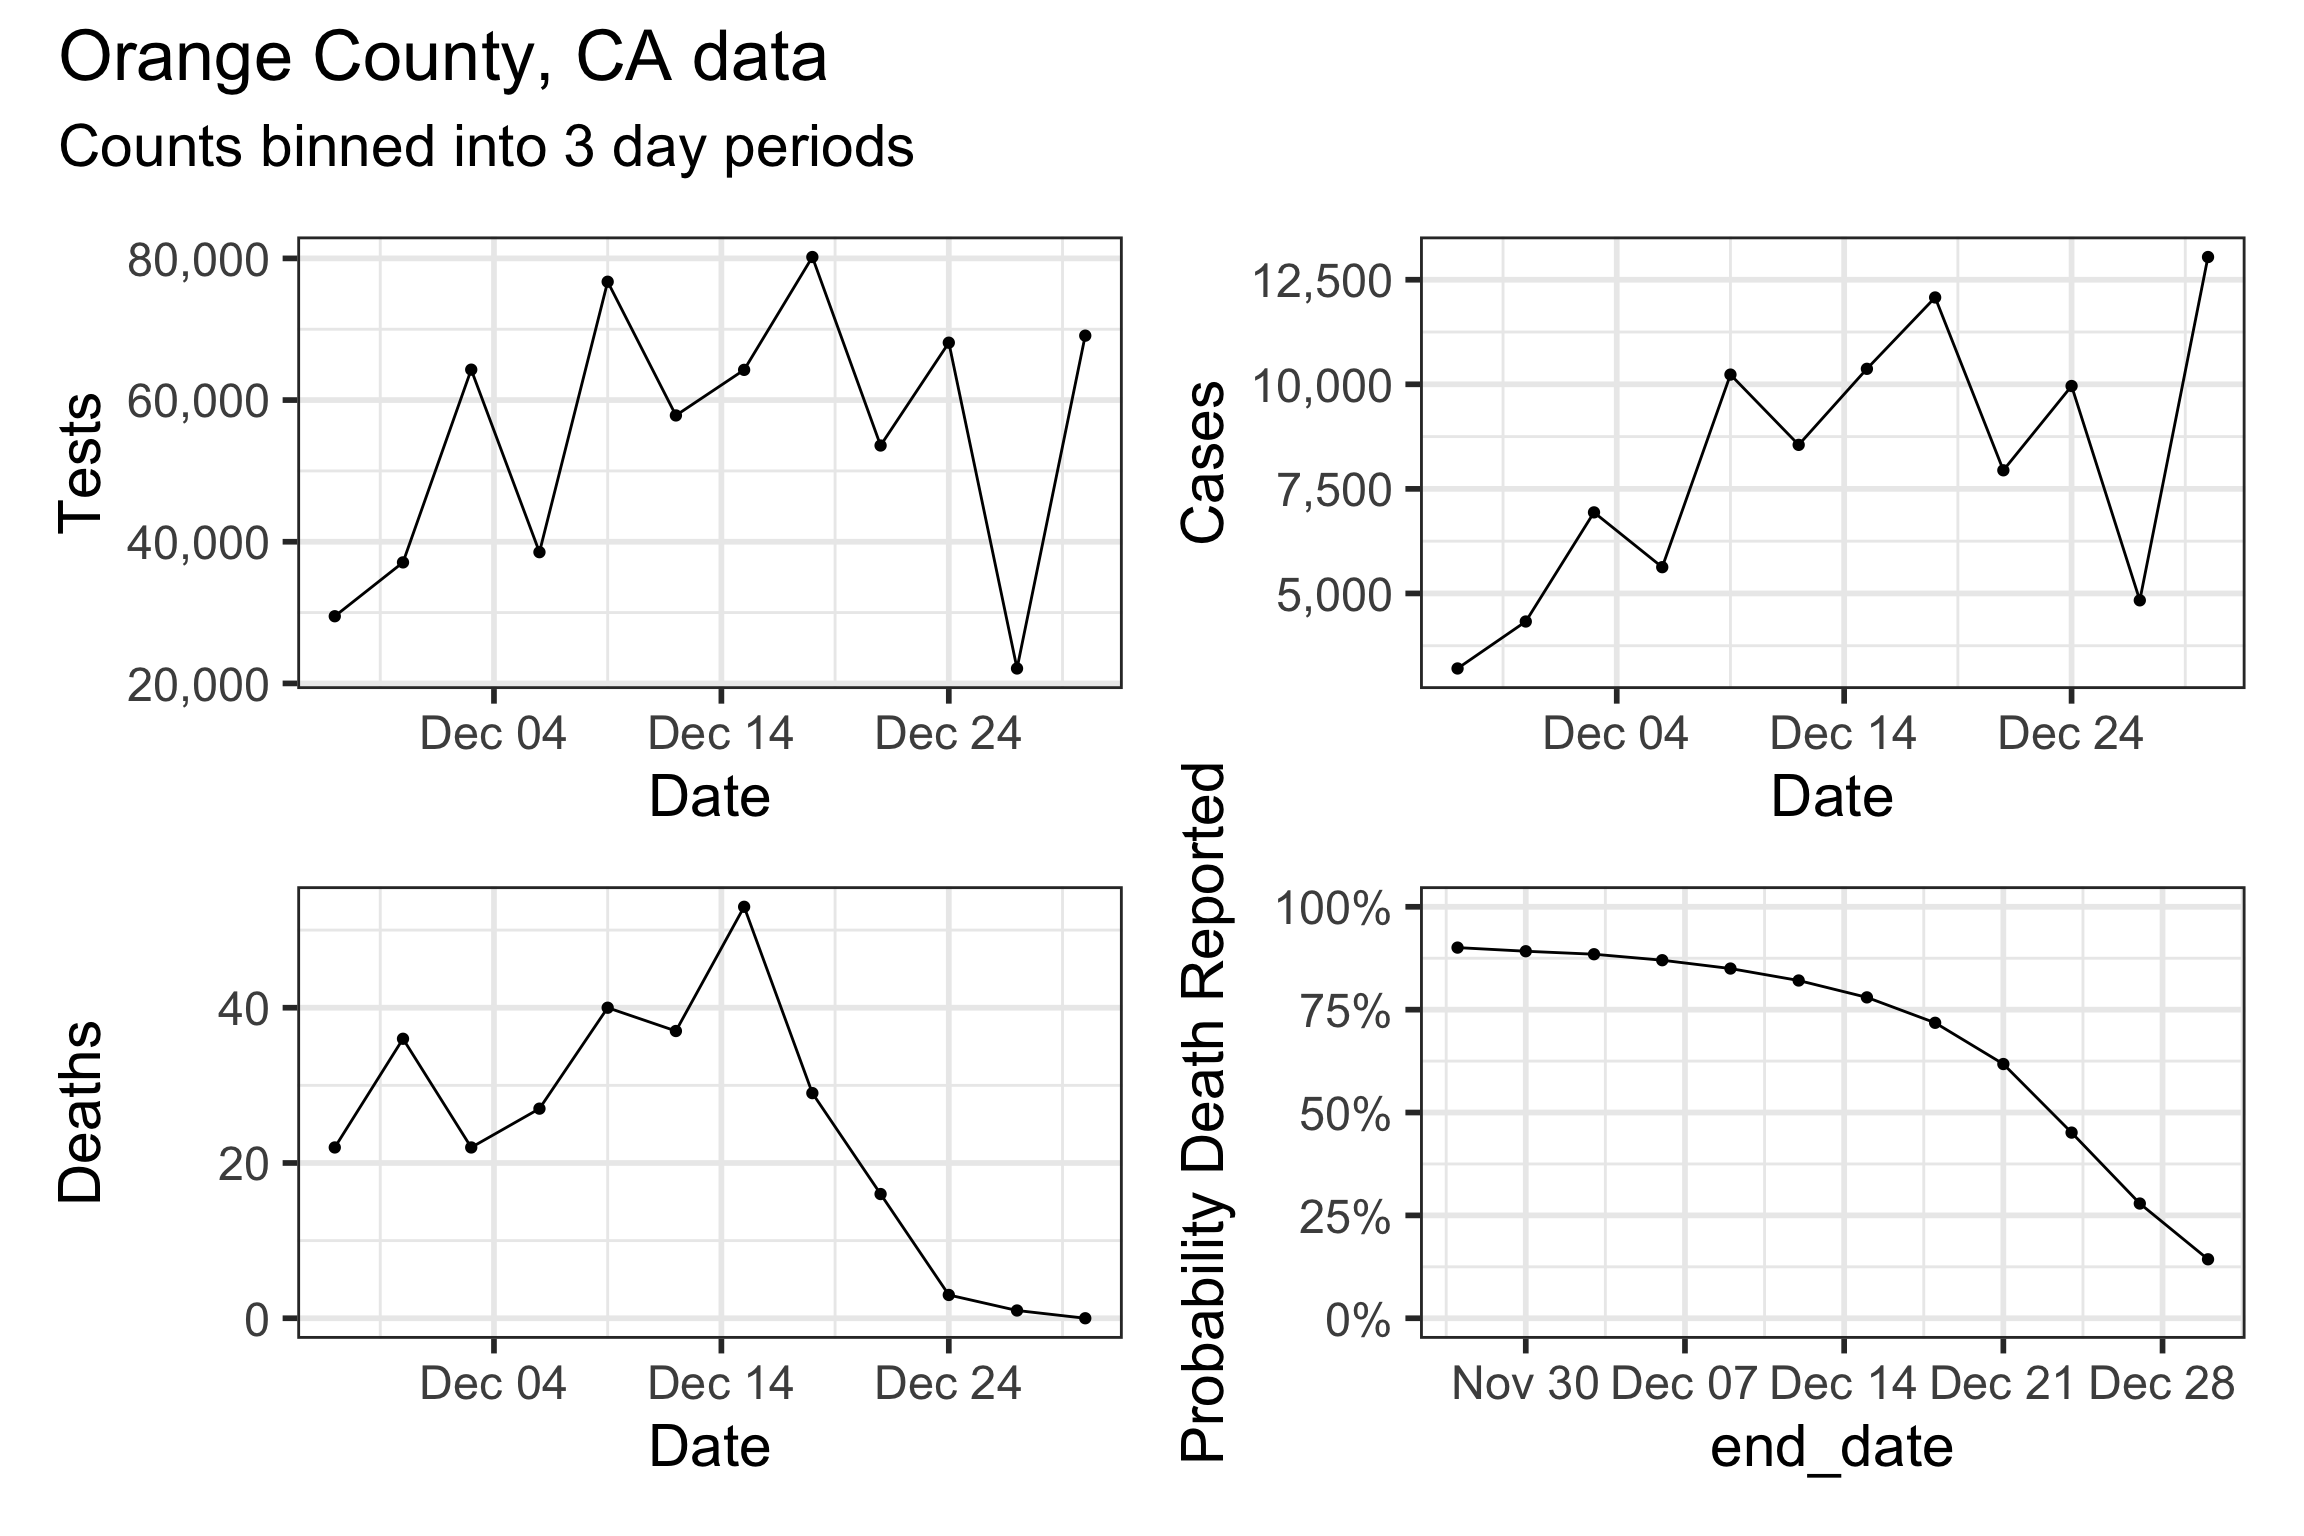 Orange County, CA data
Counts binned into 3 day periods
Tests
80,000
60,000
40,000
20,000
Dec 04 Dec 14 Dec 24
Date
Cases
12,500
10,000
7,500
5,000
Dec 04 Dec 14 Dec 24
Date
Deaths
40
20
0
Dec 04 Dec 14 Dec 24
Date
Probability Death Reported
100%
75%
50%
25%
0%
Nov 30 Dec 07 Dec 14 Dec 21 Dec 28
end_date